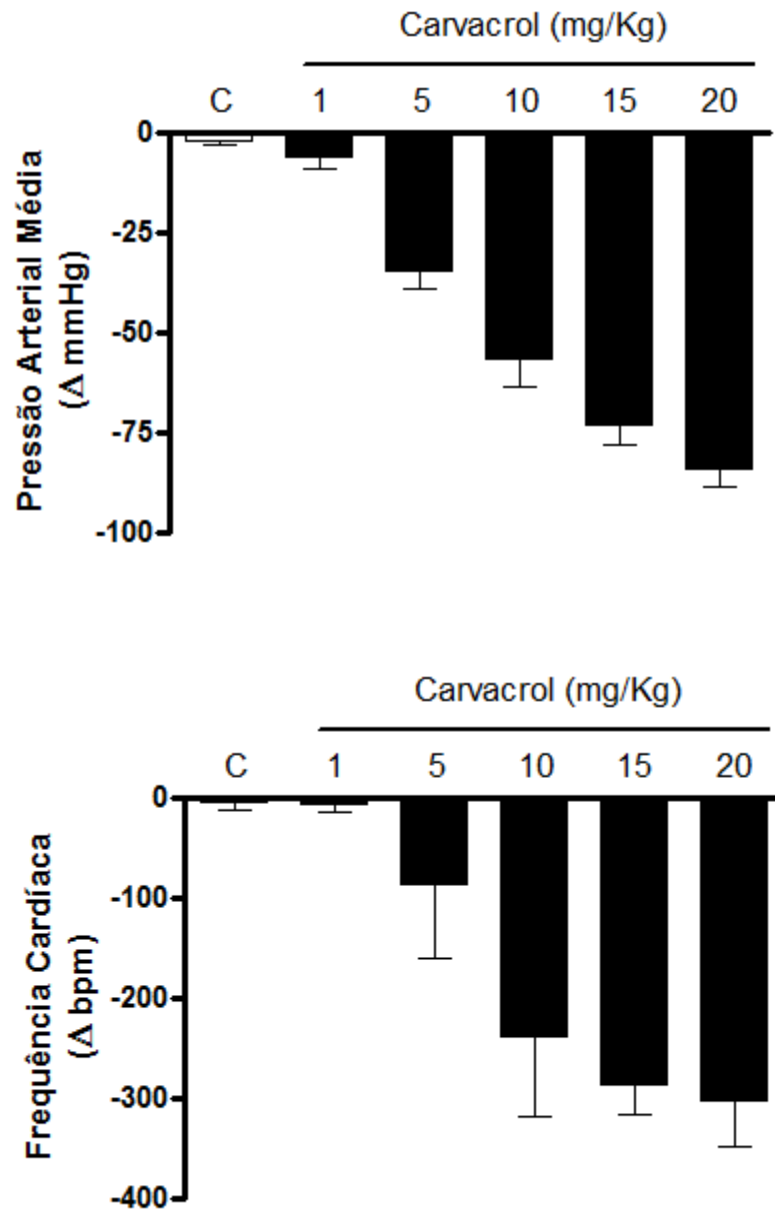 Carvacrol (mg/Kg)
C 1 5 10 15 20
0
-25
-50
-75
-100
Pressão Arterial Média
(Δ mmHg)
Carvacrol (mg/Kg)
C 1 5 10 15 20
0
-100
-200
-300
-400
Frequência Cardíaca
(Δ bpm)